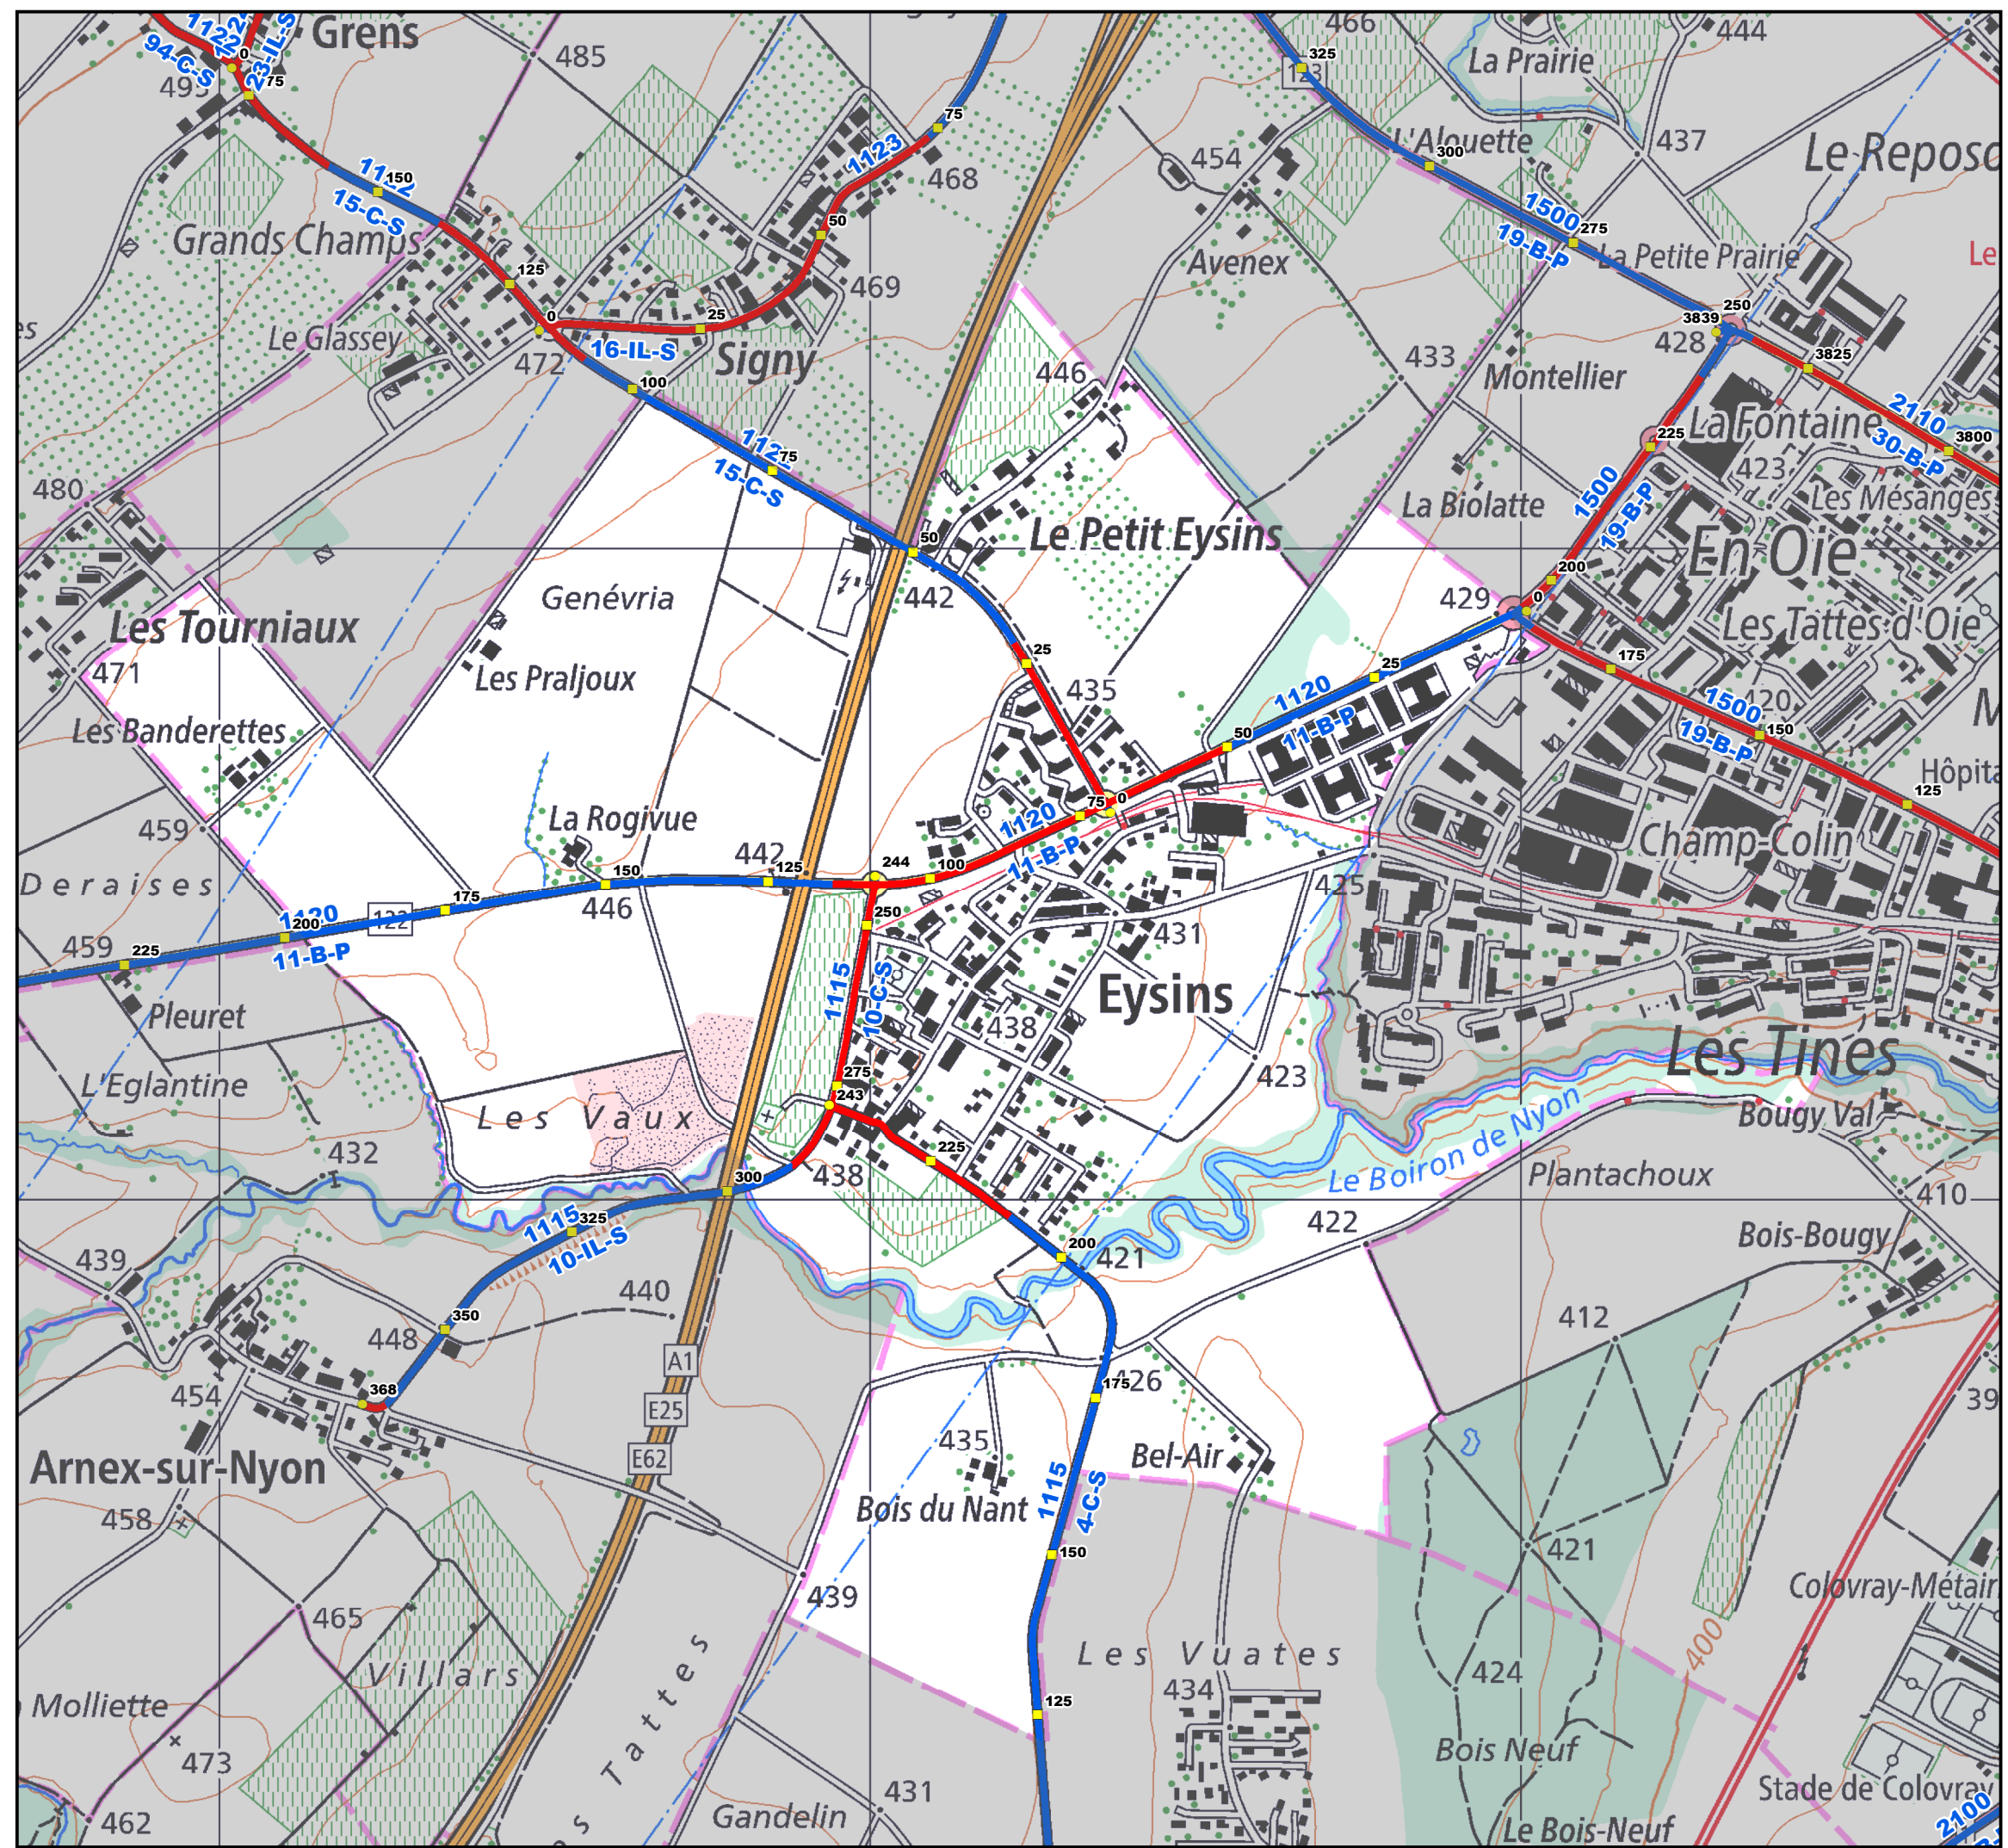 Grens
1122
94-C-S
23-IL-S
0
75
495
485
466
444
La Prairie
325
123
75
1123
468
454
L'Alouette
300
437
Le Reposo
150
15-C-S
Grands Champs
50
1500
275
19-B-P
La Petite Prairie
Le
Avenex
125
469
0
25
16-IL-S
Le Glassey
472
Signy
250
3839
428
3825
433
Montellier
446
100
75
15-C-S
225
La Fontaine
2110
3800
30-B-P
423
480
La Biolatte
1500
19-B-P
Les Mésanges
Le Petit Eysins
50
En Oie
200
Genévria
442
429
0
Les Tourniaux
Les Tattes d'Oie
471
Les Praljoux
25
435
25
175
1120
11-B-P
1500
420
150
19-B-P
Les Banderettes
50
Hôpita
125
75
0
La Rogivue
1120
459
442
125
244
100
11-B-P
Champ-Colin
Deraises
150
446
175
425
1120
200
122
250
11-B-P
459
225
431
1115
10-C-S
Eysins
Pleuret
438
Les Tines
L'Eglantine
275
423
243
Les Vaux
Bougy Val
Le Boiron de Nyon
432
225
300
438
Plantachoux
410
1115
325
10-IL-S
422
Bois-Bougy
439
200
421
440
350
448
412
A1
368
454
175
426
39
E25
435
Bel-Air
E62
Arnex-sur-Nyon
Bois du Nant
1115
4-C-S
458
150
421
439
Colovray-Métair
465
400
Les Vuates
Villars
424
434
Molliette
125
473
Tattes
Bois Neuf
Stade de Colovray
462
Gandelin
431
Le Bois-Neuf
2100